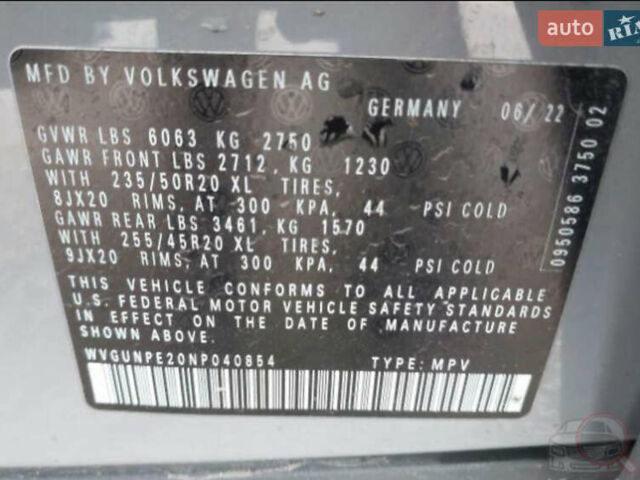 auto RIA
MFD BY VOLKSWAGEN AG
GERMANY 06/22
GVWR LBS 6063 KG 2750
GAWR FRONT LBS 2712, KG 1230
WITH 235/50R20 XL TIRES,
8JX20 RIMS, AT 300 KPA, 44 PSI COLD
GAWR REAR LBS 3461, KG 1570
WITH 255/45R20 XL TIRES,
9JX20 RIMS, AT 300 KPA, 44 PSI COLD
THIS VEHICLE CONFORMS TO ALL APPLICABLE
U.S. FEDERAL MOTOR VEHICLE SAFETY STANDARDS
IN EFFECT ON THE DATE OF MANUFACTURE
SHOWN ABOVE.
WVGUNPE20NP040854 TYPE: MPV
0950586 3750 02